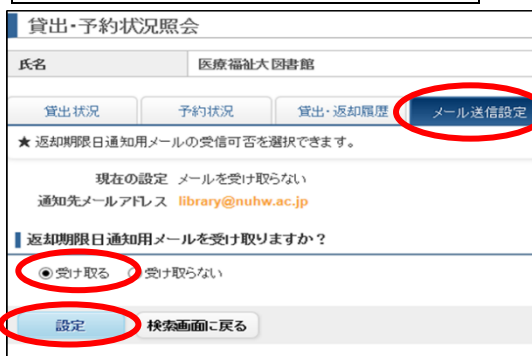 貸出・予約状況照会
氏名 医療福祉大図書館
貸出状況 予約状況 貸出・返却履歴 メール送信設定
★ 返却期限日通知用メールの受信可否を選択できます。
現在の設定 メールを受け取らない
通知先メールアドレス library@nuhw.ac.jp
返却期限日通知用メールを受け取りますか？
受け取る 受け取らない
設定 検索画面に戻る